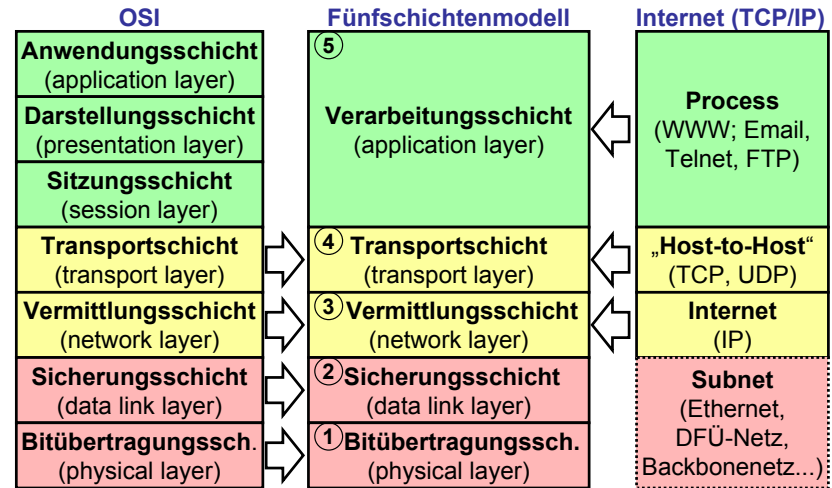 OSI
Fünfschichtenmodell
Internet (TCP/IP)
Anwendungsschicht
(application layer)
Darstellungsschicht
(presentation layer)
Sitzungsschicht
(session layer)
Transportschicht
(transport layer)
Vermittlungsschicht
(network layer)
Sicherungsschicht
(data link layer)
Bitübertragungssch.
(physical layer)
5
Verarbeitungsschicht
(application layer)
4 Transportschicht
(transport layer)
3 Vermittlungsschicht
(network layer)
2 Sicherungsschicht
(data link layer)
1 Bitübertragungssch.
(physical layer)
Process
(WWW; Email,
Telnet, FTP)
„Host-to-Host“
(TCP, UDP)
Internet
(IP)
Subnet
(Ethernet,
DFÜ-Netz,
Backbonenetz...)